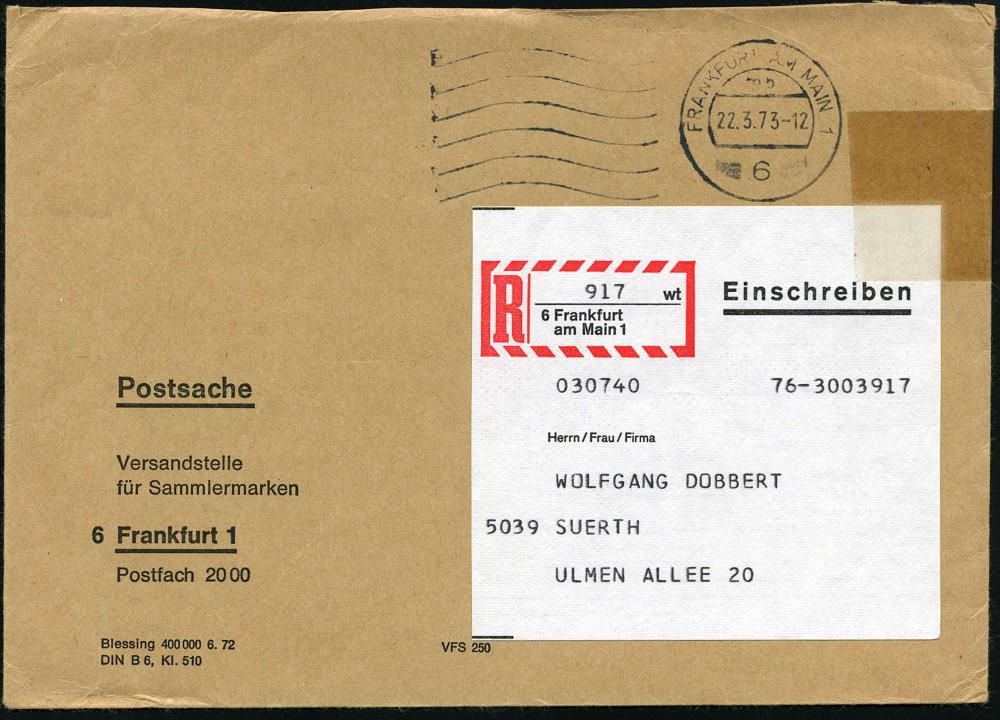 FRANKFURT AM MAIN 1
22.3.73-12
6
R
917 wt
6 Frankfurt
am Main 1
Einschreiben
030740 76-3003917
Herrn/Frau/Firma
WOLFGANG DOBBERT
5039 SUERTH
ULMEN ALLEE 20
Postsache
Versandstelle
für Sammlermarken
6 Frankfurt 1
Postfach 2000
Blessing 400000 6. 72
DIN B 6, Kl. 510
VFS 250